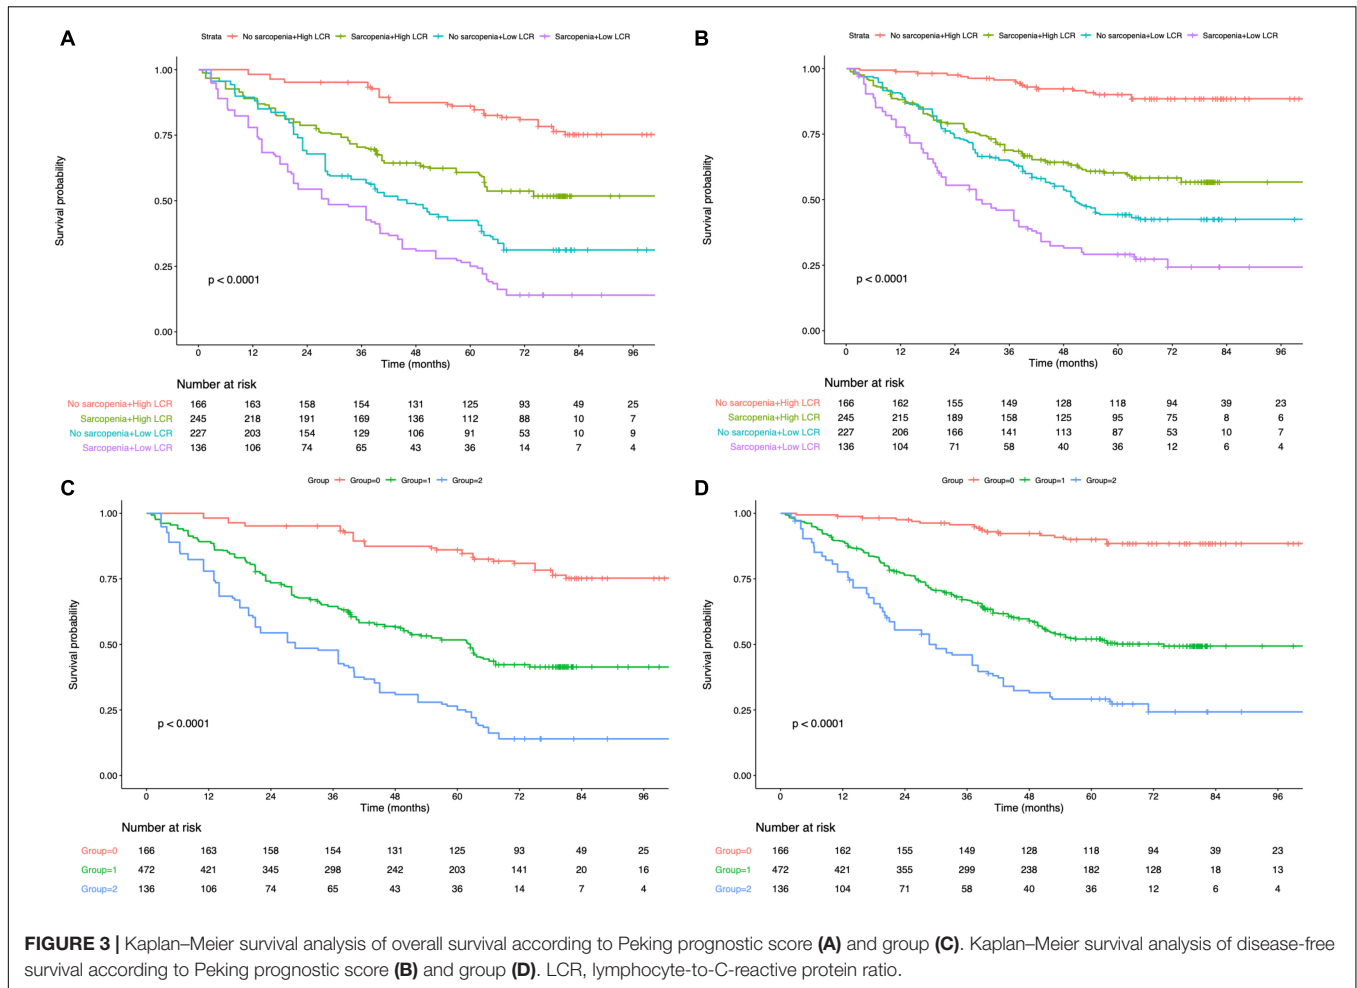 A
Strata No sarcopenia+High LCR Sarcopenia+High LCR No sarcopenia+Low LCR Sarcopenia+Low LCR
Survival probability
1.00
0.75
0.50
0.25
0.00
p < 0.0001
0 12 24 36 48 60 72 84 96
Time (months)
Number at risk
No sarcopenia+High LCR 166 163 158 154 131 125 93 49 25
Sarcopenia+High LCR 245 218 191 169 136 112 88 10 7
No sarcopenia+Low LCR 227 203 154 129 106 91 53 10 9
Sarcopenia+Low LCR 136 106 74 65 43 36 14 7 4
B
Strata No sarcopenia+High LCR Sarcopenia+High LCR No sarcopenia+Low LCR Sarcopenia+Low LCR
Survival probability
1.00
0.75
0.50
0.25
0.00
p < 0.0001
0 12 24 36 48 60 72 84 96
Time (months)
Number at risk
No sarcopenia+High LCR 166 162 155 149 128 118 94 39 23
Sarcopenia+High LCR 245 215 189 158 125 95 75 8 6
No sarcopenia+Low LCR 227 206 166 141 113 87 53 10 7
Sarcopenia+Low LCR 136 104 71 58 40 36 12 6 4
C
Group Group=0 Group=1 Group=2
Survival probability
1.00
0.75
0.50
0.25
0.00
p < 0.0001
0 12 24 36 48 60 72 84 96
Time (months)
Number at risk
Group=0 166 163 158 154 131 125 93 49 25
Group=1 472 421 345 298 242 203 141 20 16
Group=2 136 106 74 65 43 36 14 7 4
D
Group Group=0 Group=1 Group=2
Survival probability
1.00
0.75
0.50
0.25
0.00
p < 0.0001
0 12 24 36 48 60 72 84 96
Time (months)
Number at risk
Group=0 166 162 155 149 128 118 94 39 23
Group=1 472 421 355 299 238 182 128 18 13
Group=2 136 104 71 58 40 36 12 6 4
FIGURE 3 | Kaplan–Meier survival analysis of overall survival according to Peking prognostic score (A) and group (C). Kaplan–Meier survival analysis of disease-free
survival according to Peking prognostic score (B) and group (D). LCR, lymphocyte-to-C-reactive protein ratio.